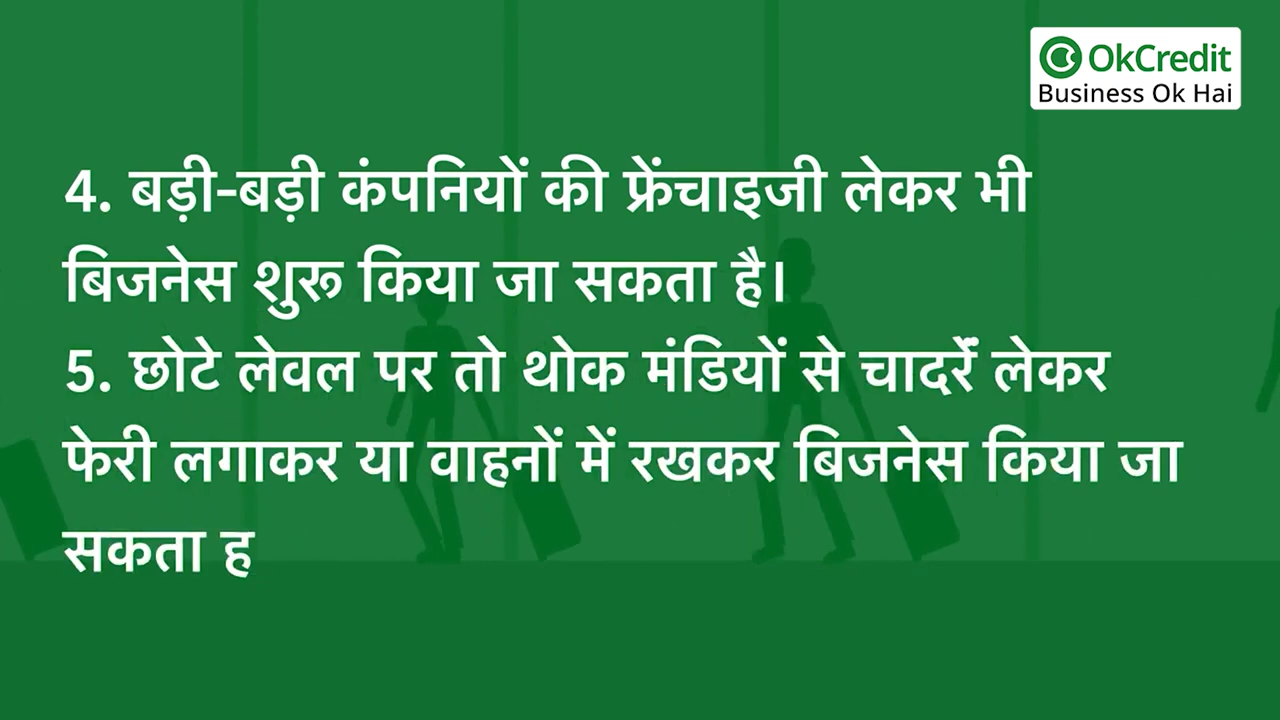 OkCredit
Business Ok Hai
4. बड़ी-बड़ी कंपनियों की फ्रेंचाइजी लेकर भी
बिजनेस शुरू किया जा सकता है।
5. छोटे लेवल पर तो थोक मंडियों से चादर्रें लेकर
फेरी लगाकर या वाहनों में रखकर बिजनेस किया जा
सकता ह